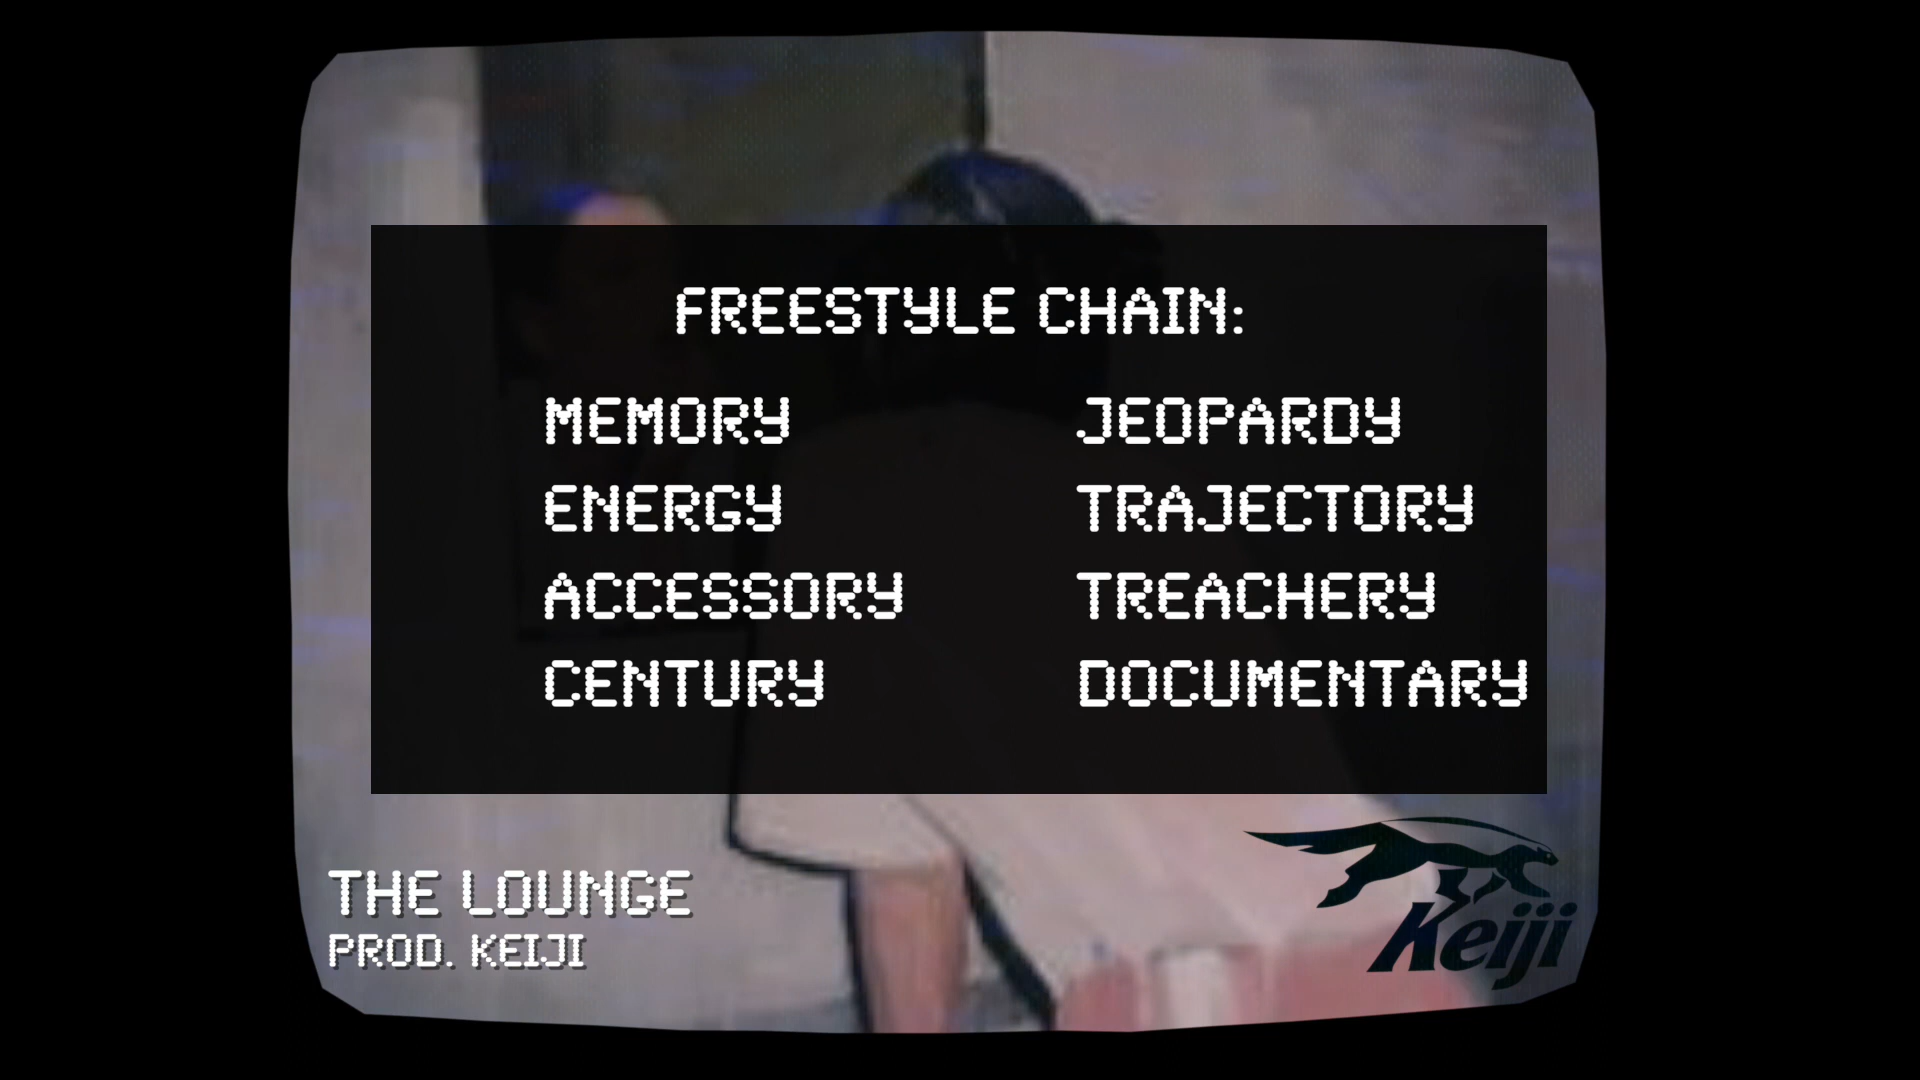 FREESTYLE CHAIN:
MEMORY
ENERGY
ACCESSORY
CENTURY
JEOPARDY
TRAJECTORY
TREACHERY
DOCUMENTARY
THE LOUNGE
PROD. KEIJI
Keiji